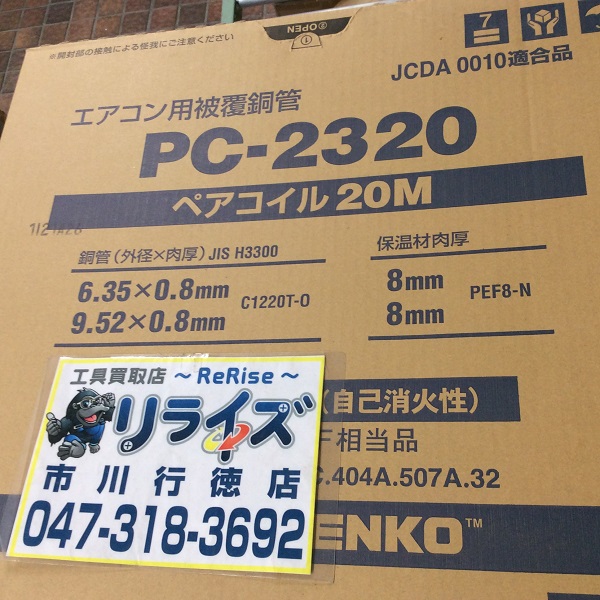 ※開封部の接触による怪我にご注意ください
OPEN
7
JCDA 0010適合品
エアコン用被覆銅管
PC-2320
ペアコイル 20M
銅管（外径×肉厚）JIS H3300
6.35×0.8mm
9.52×0.8mm
C1220T-O
保温材肉厚
8mm
8mm
PEF8-N
（自己消火性）
相当品
.404A.507A.32
ENKO™
工具買取店 ～ReRise～
リライズ
市川行徳店
047-318-3692